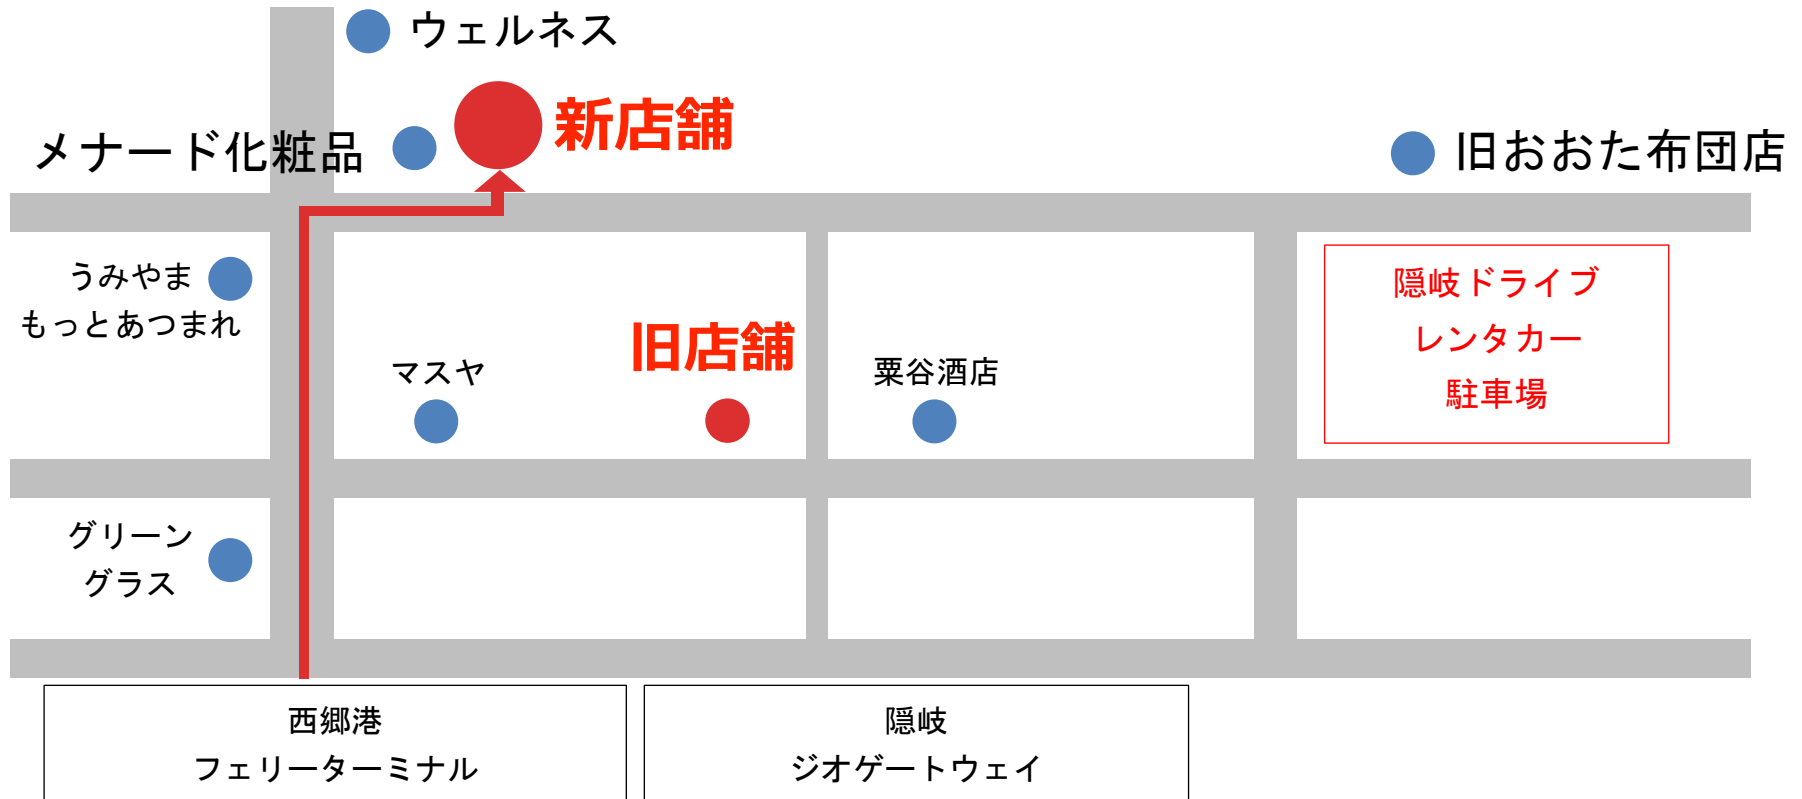 ウェルネス
新店舗
メナード化粧品
旧おおた布団店
うみやま
もっとあつまれ
隠岐ドライブ
レンタカー
駐車場
旧店舗
マスヤ
粟谷酒店
グリーン
グラス
西郷港
フェリーターミナル
隠岐
ジオゲートウェイ